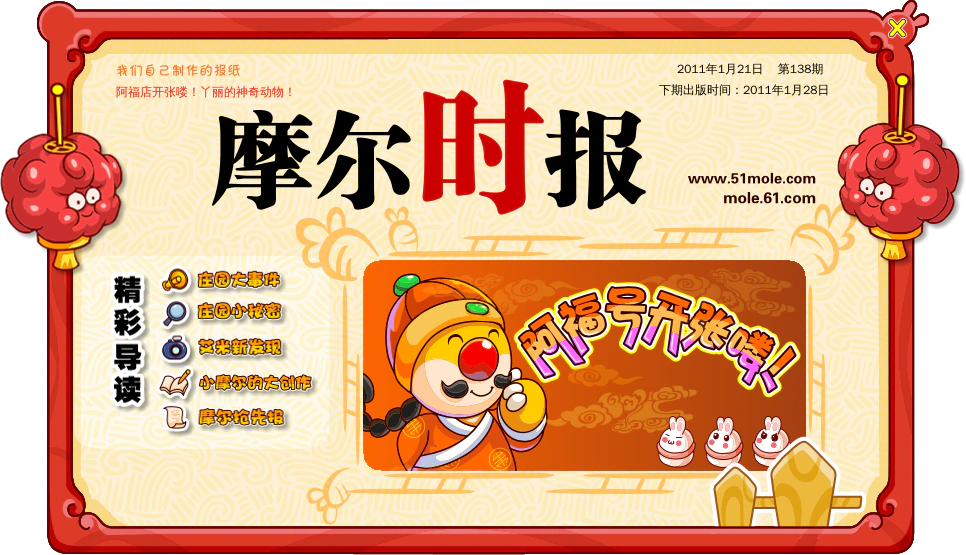 我们自己制作的报纸
阿福店开张喽！丫丽的神奇动物！
2011年1月21日 第138期
下期出版时间：2011年1月28日
摩尔时报
www.51mole.com
mole.61.com
精彩导读
庄园大事件
庄园小秘密
艾米新发现
小摩尔的大创作
摩尔抢先报
阿福号开张喽！